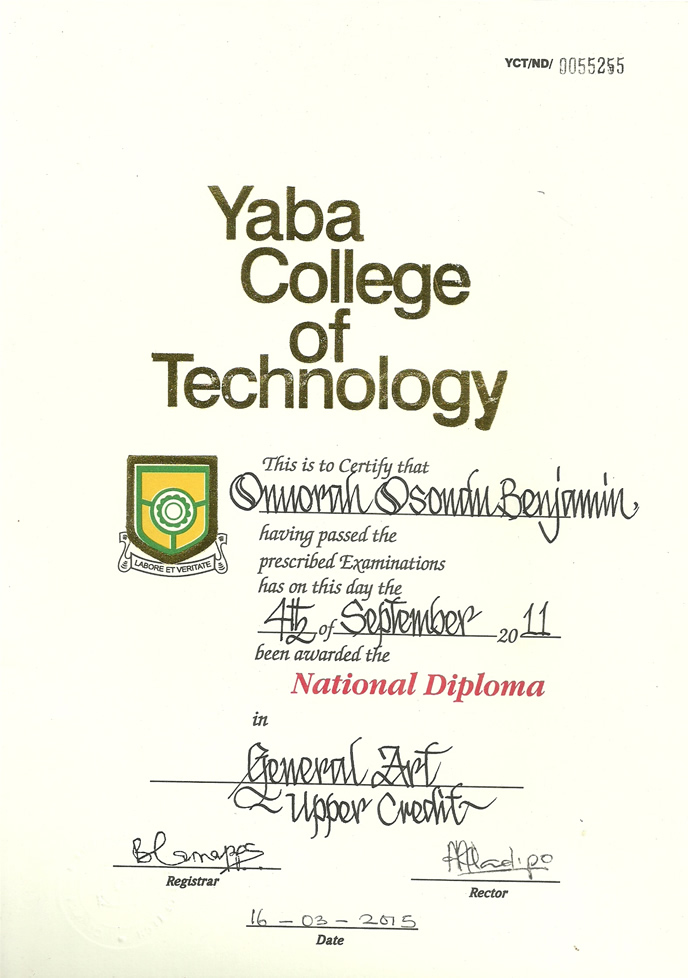 YCT/ND/ 0055255
Yaba
College
of
Technology
This is to Certify that
Onuorah Osondu Benjamin,
having passed the
prescribed Examinations
has on this day the
4th of September 2011
been awarded the
National Diploma
in
General Art
~ Upper Credit ~
LABORE ET VERITATE
Registrar
Rector
16 - 03 - 2015
Date